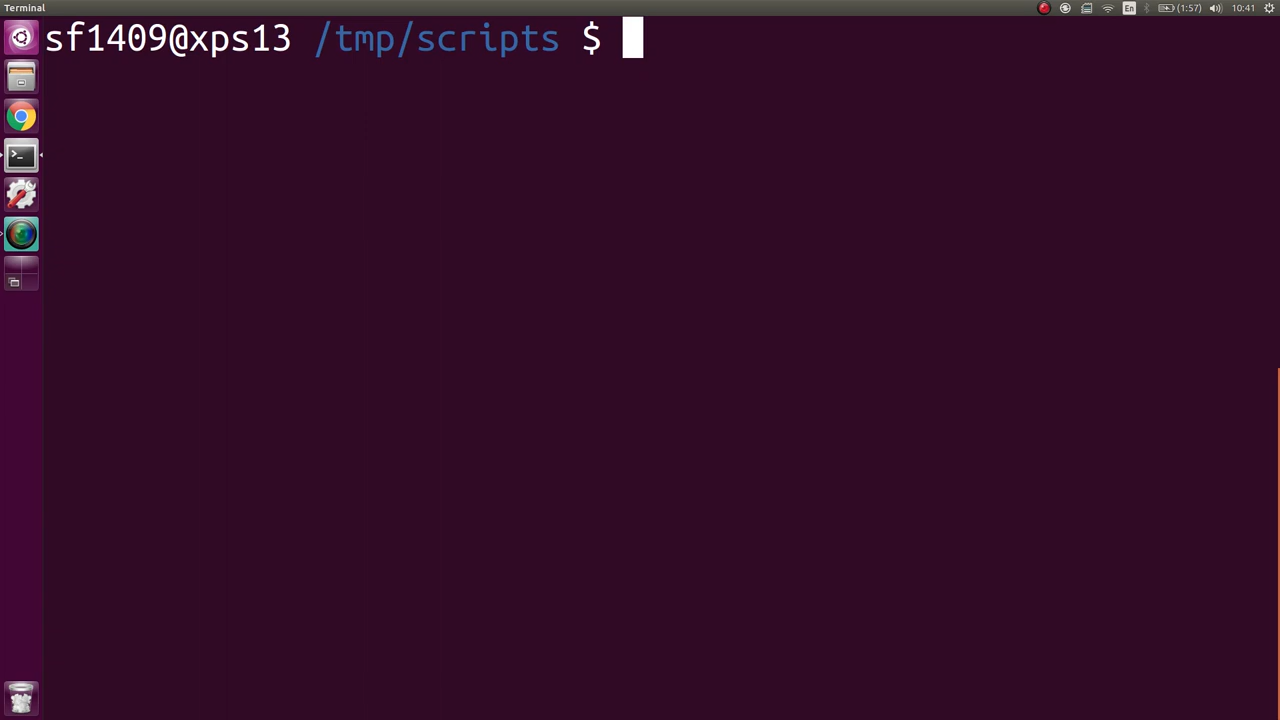 Terminal
En
(1:57)
10:41
sf1409@xps13 /tmp/scripts $
>_